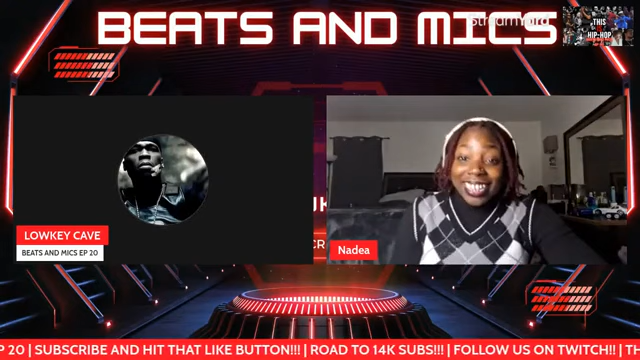 BEATS AND MICS
THIS
IS
HIP-HOP
LOWKEY CAVE
BEATS AND MICS EP 20
Nadea
P 20 | SUBSCRIBE AND HIT THAT LIKE BUTTON!!! | ROAD TO 14K SUBS!!! | FOLLOW US ON TWITCH!! | TH